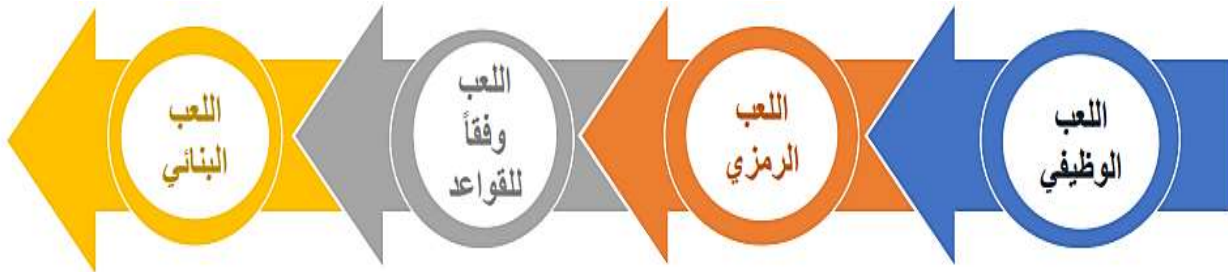 اللعب
الوظيفي
اللعب
الرمزي
اللعب
وفقاً
للقواعد
اللعب
البنائي